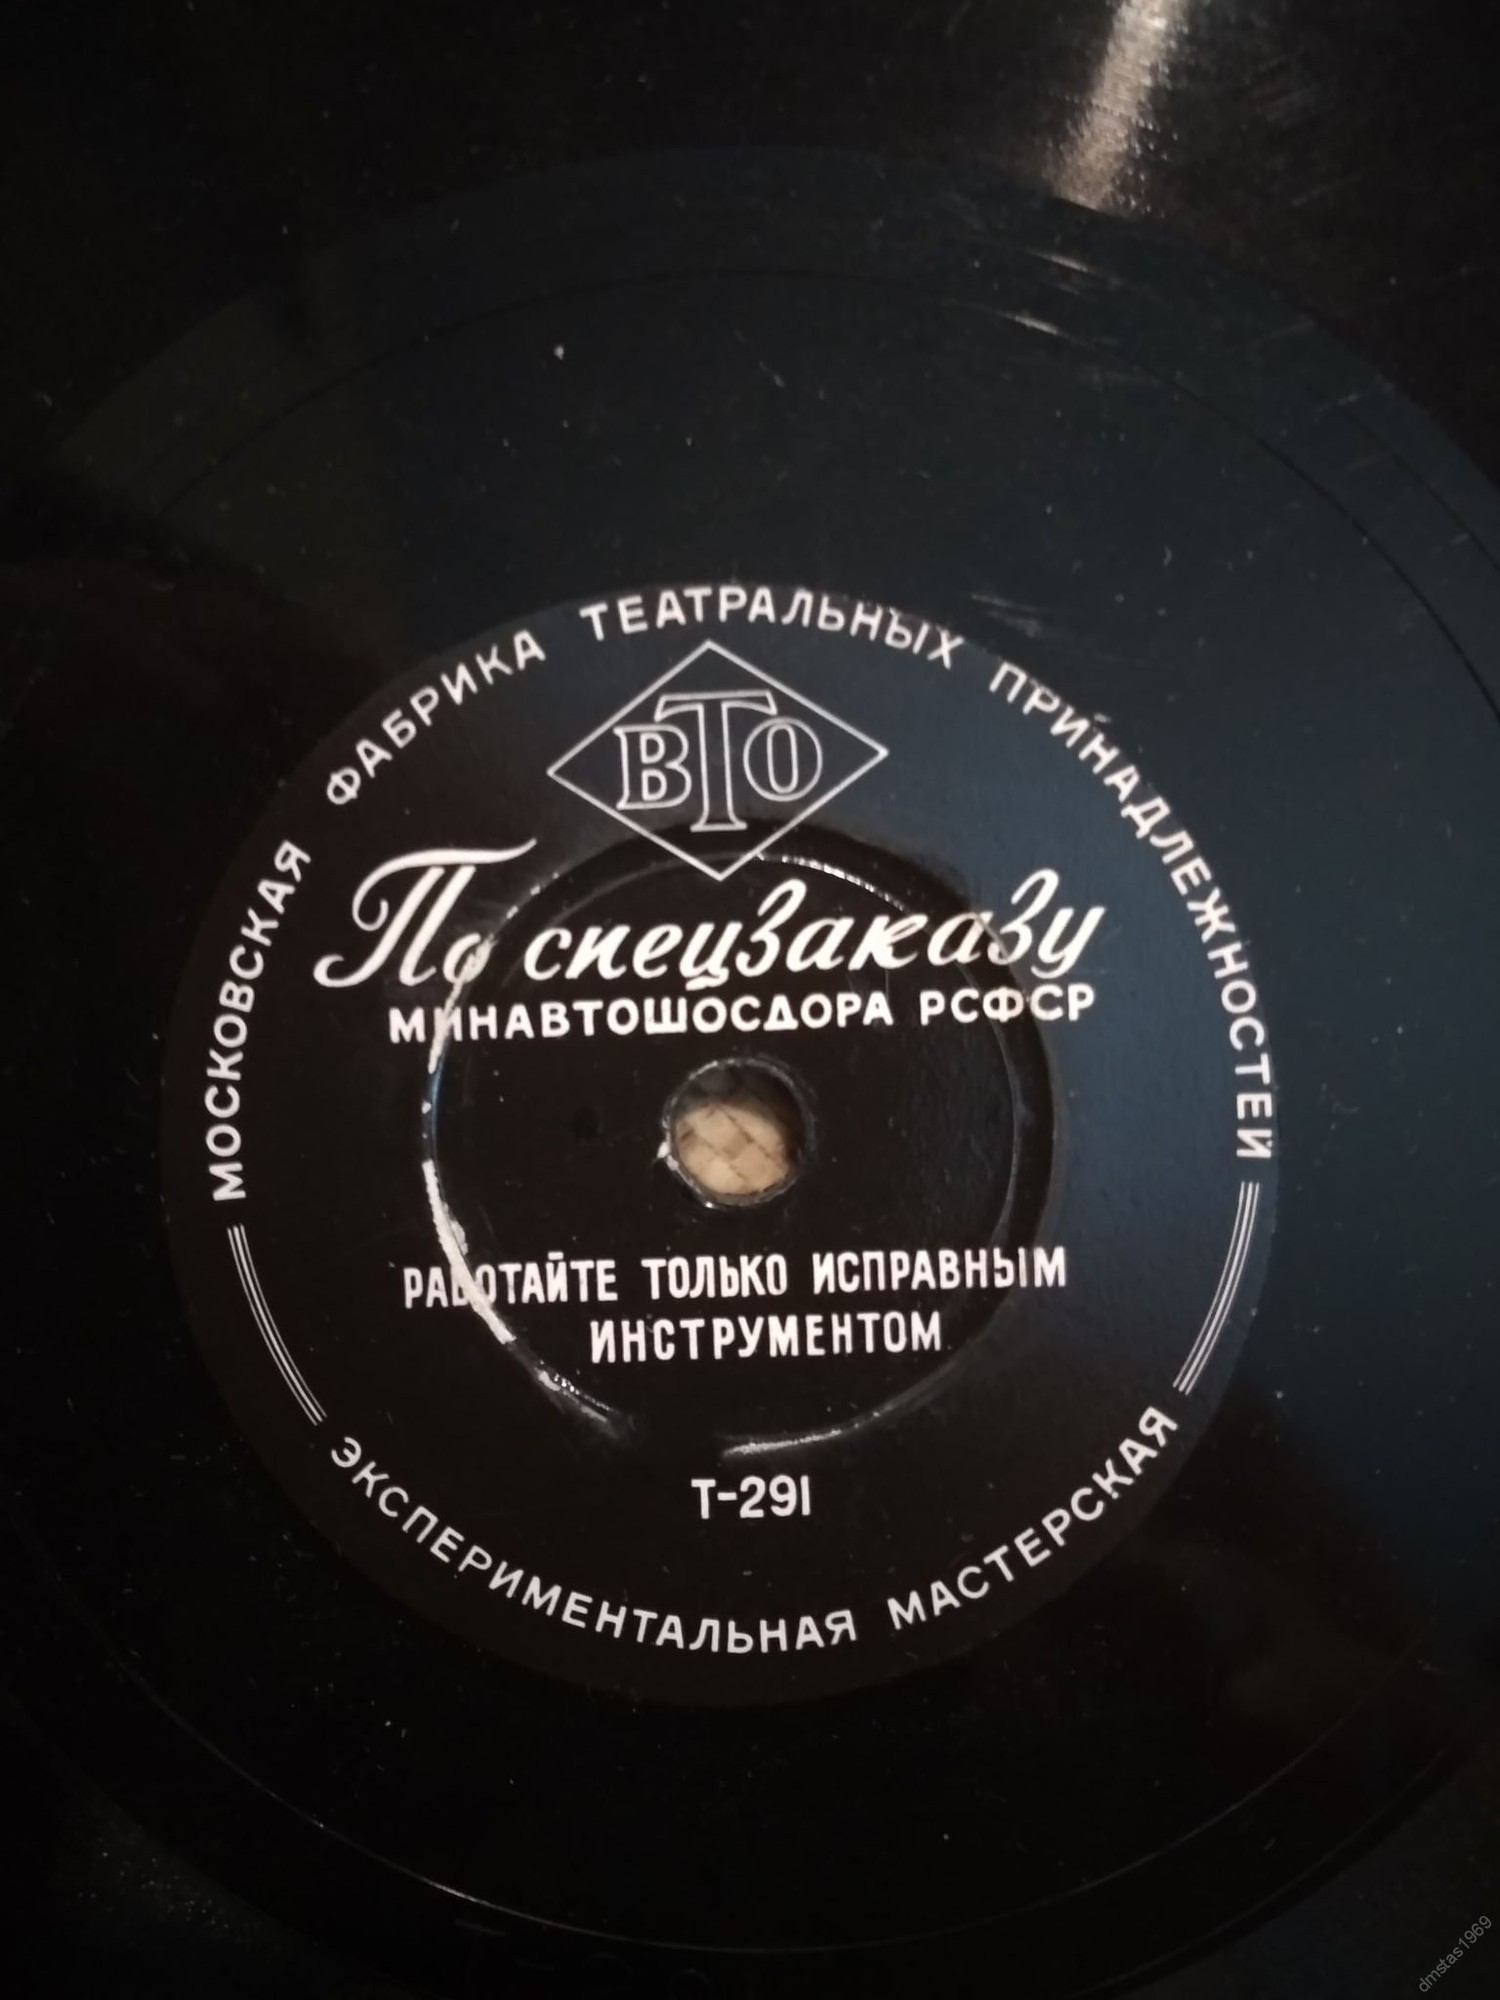 МОСКОВСКАЯ ФАБРИКА ТЕАТРАЛЬНЫХ ПРИНАДЛЕЖНОСТЕЙ
ВТО
По спецзаказу
МИНАВТОШОСДОРА РСФСР
РАБОТАЙТЕ ТОЛЬКО ИСПРАВНЫМ
ИНСТРУМЕНТОМ
Т-291
ЭКСПЕРИМЕНТАЛЬНАЯ МАСТЕРСКАЯ
dmstas1969